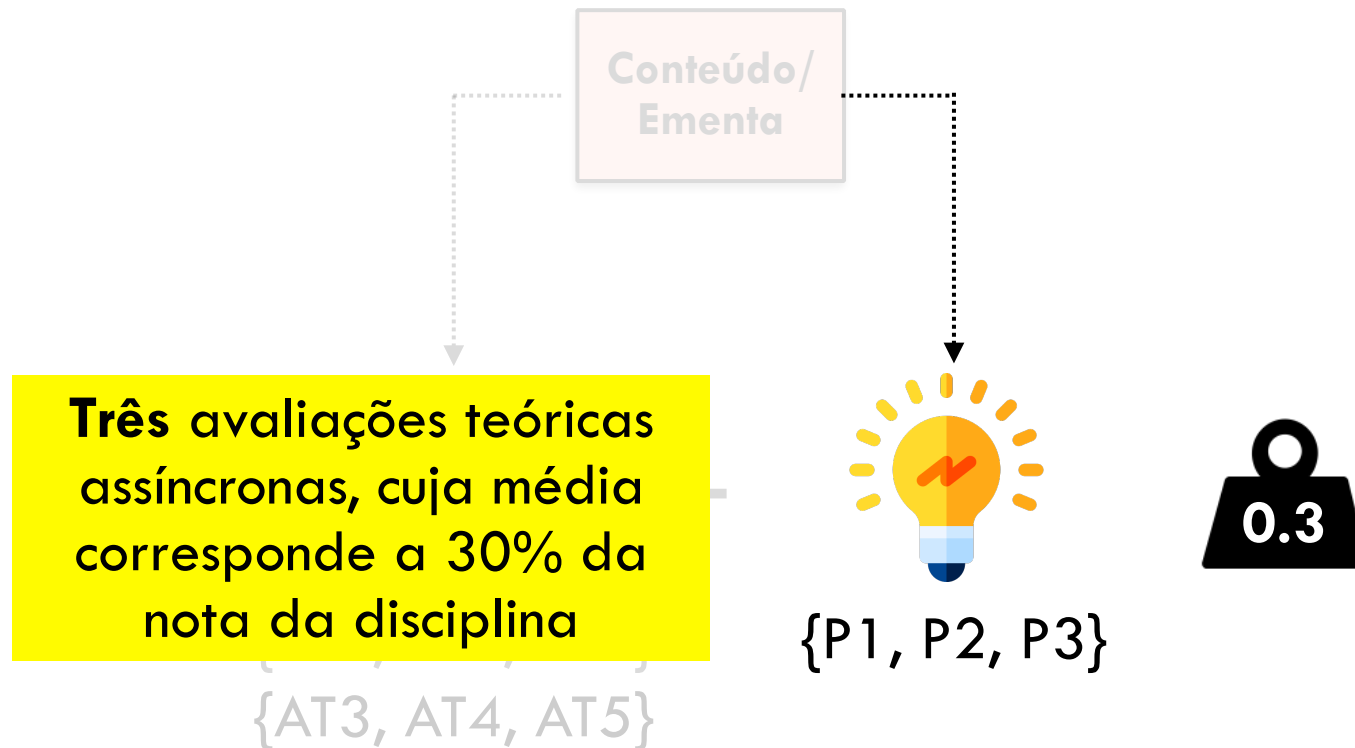 Conteúdo/
Ementa
Três avaliações teóricas
assíncronas, cuja média
corresponde a 30% da
nota da disciplina
0.3
{P1, P2, P3}
{AT3, AT4, AT5}